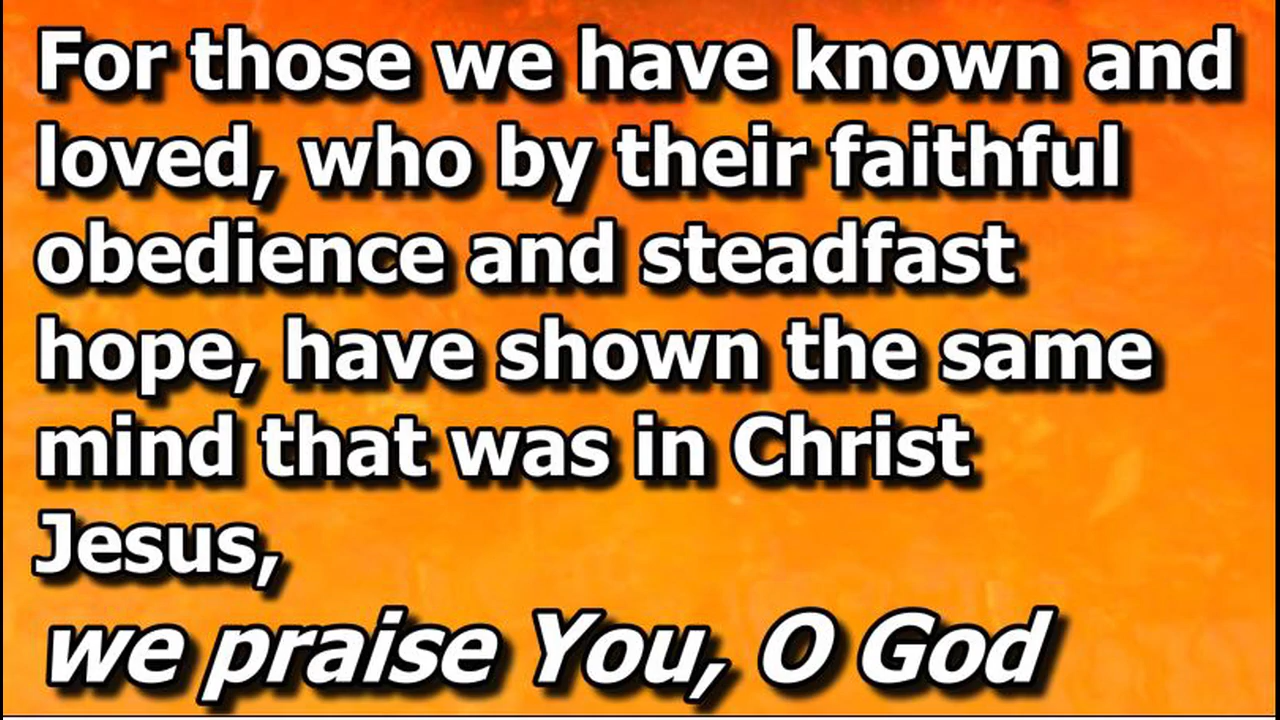 For those we have known and
loved, who by their faithful
obedience and steadfast
hope, have shown the same
mind that was in Christ
Jesus,
we praise You, O God